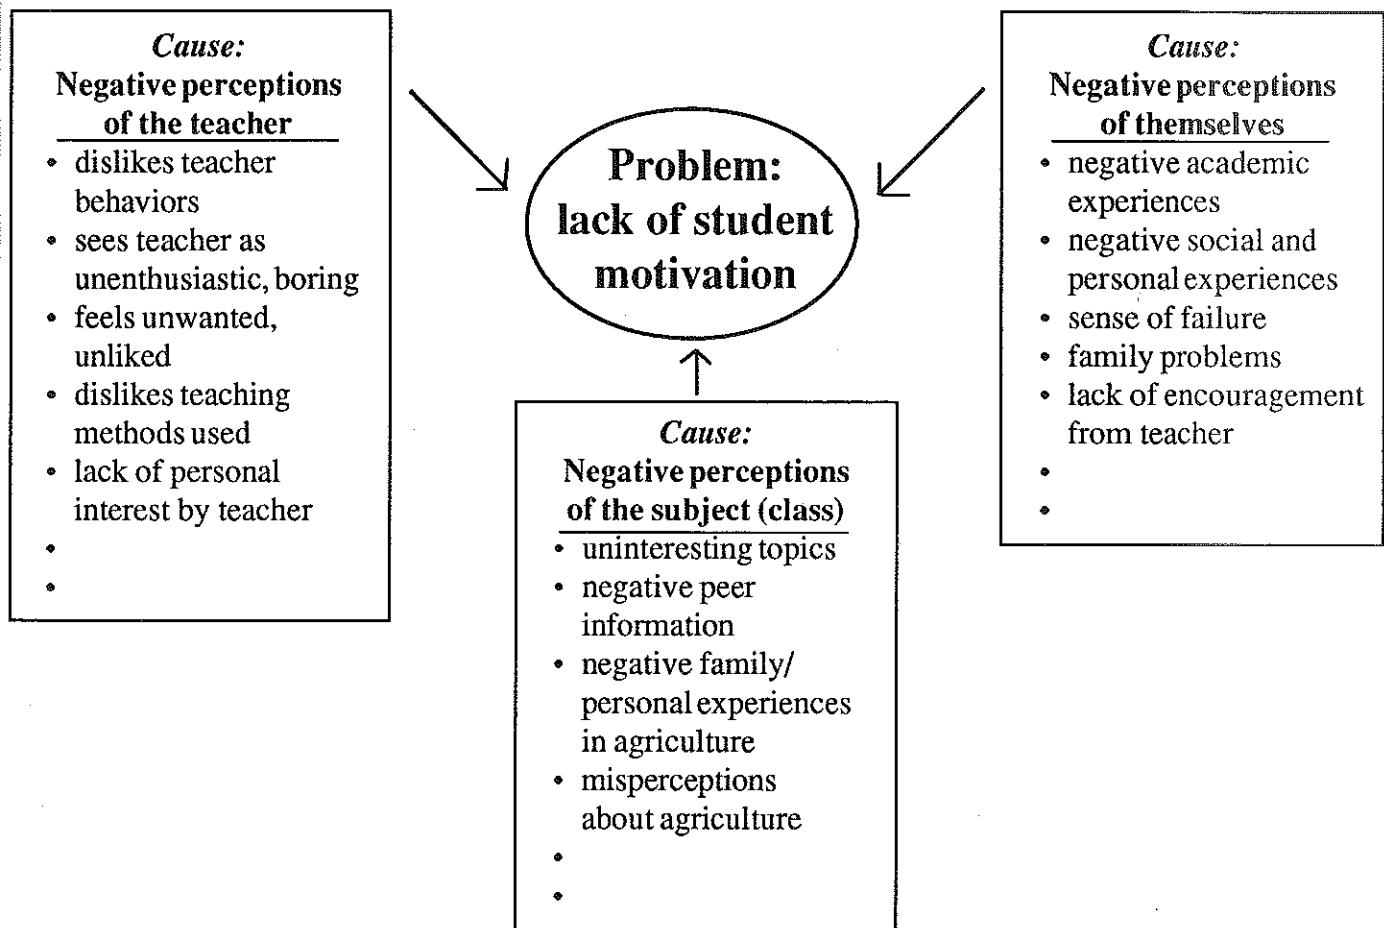 Cause:
Negative perceptions
of the teacher
• dislikes teacher
behaviors
• sees teacher as
unenthusiastic, boring
• feels unwanted,
unliked
• dislikes teaching
methods used
• lack of personal
interest by teacher
•
•
Problem:
lack of student
motivation
Cause:
Negative perceptions
of themselves
• negative academic
experiences
• negative social and
personal experiences
• sense of failure
• family problems
• lack of encouragement
from teacher
•
•
Cause:
Negative perceptions
of the subject (class)
• uninteresting topics
• negative peer
information
• negative family/
personal experiences
in agriculture
• misperceptions
about agriculture
•
•